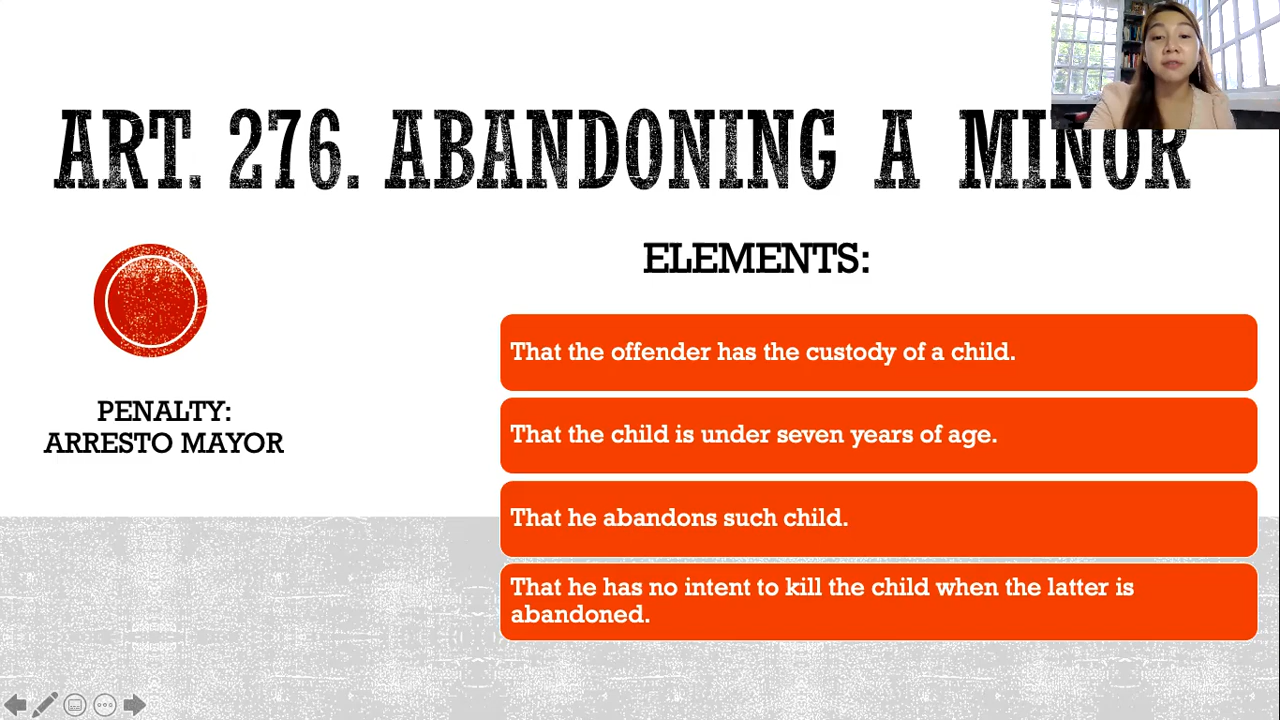 ART. 276. ABANDONING A MINOR
ELEMENTS:
PENALTY:
ARRESTO MAYOR
That the offender has the custody of a child.
That the child is under seven years of age.
That he abandons such child.
That he has no intent to kill the child when the latter is
abandoned.